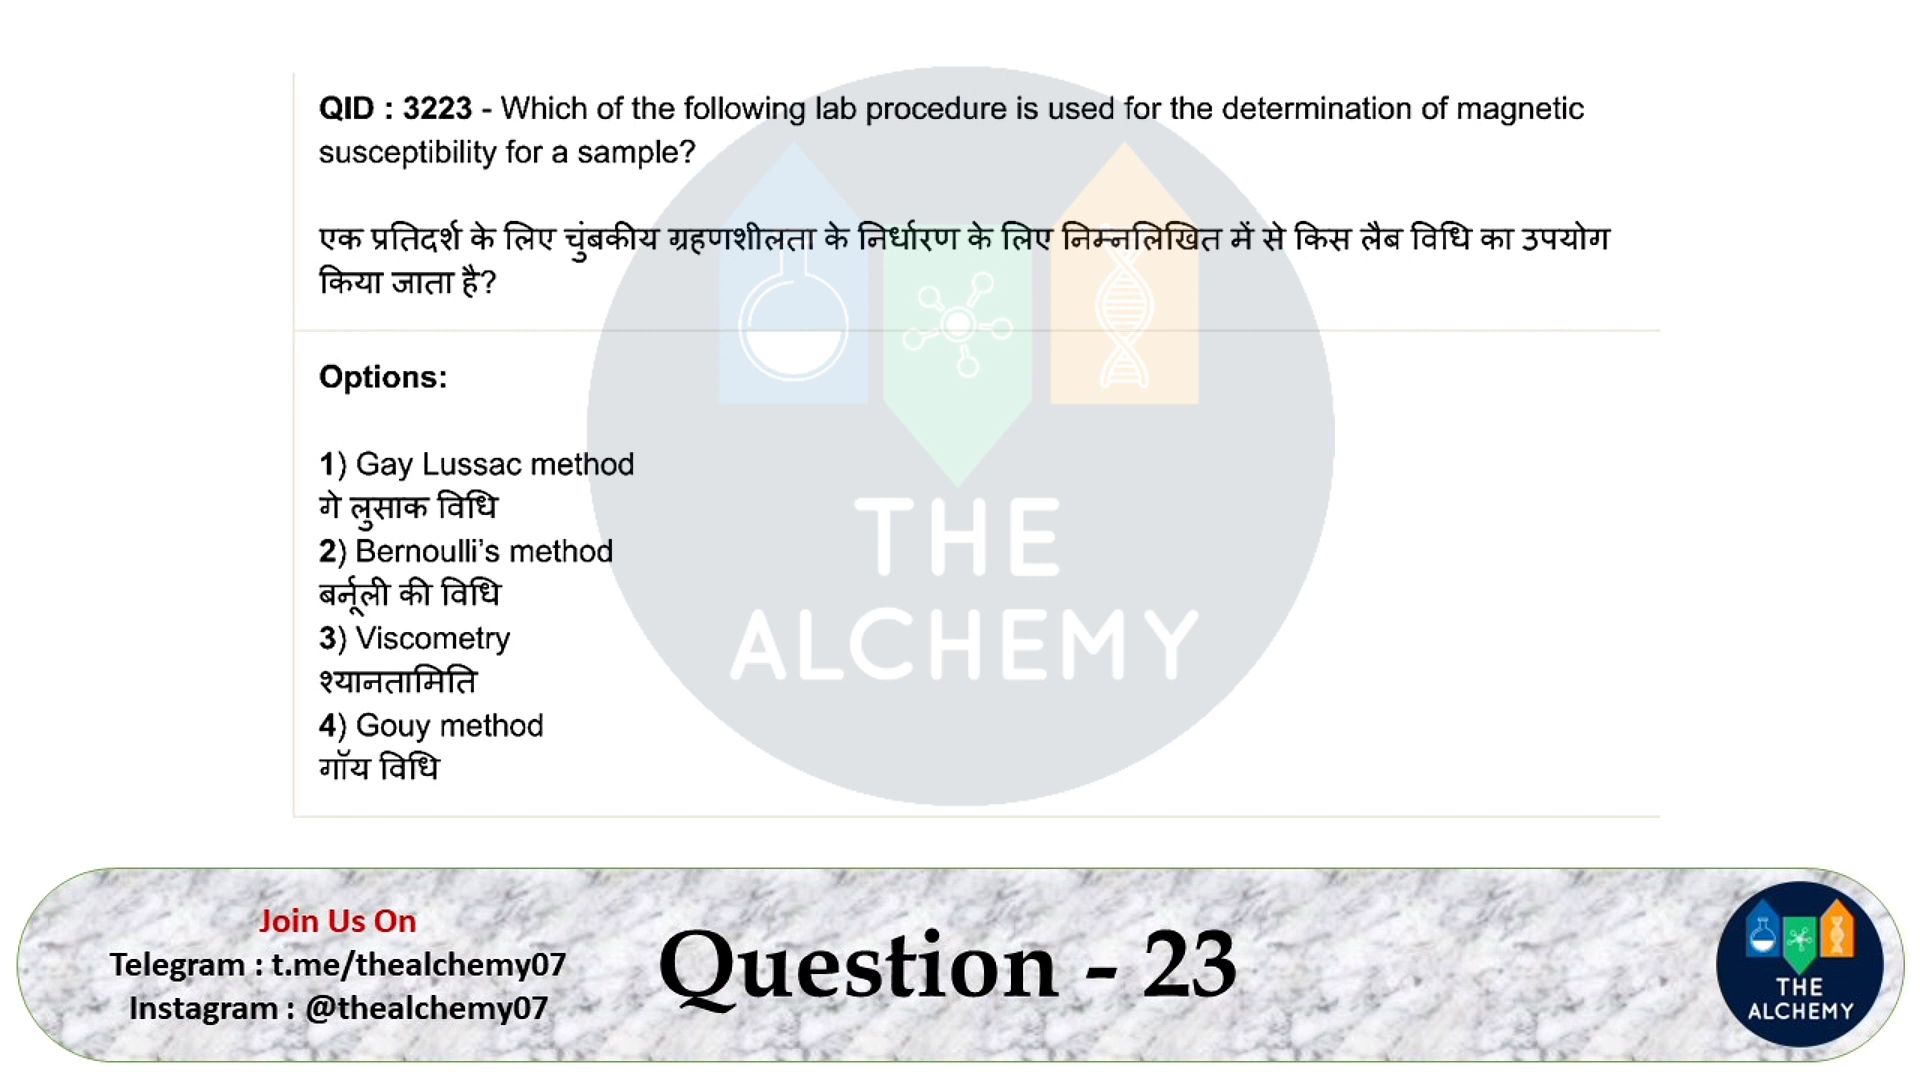 QID : 3223 - Which of the following lab procedure is used for the determination of magnetic
susceptibility for a sample?
एक प्रतिदर्श के लिए चुंबकीय ग्रहणशीलता के निर्धारण के लिए निम्नलिखित में से किस लैब विधि का उपयोग
किया जाता है?
Options:
1) Gay Lussac method
गे लुसाक विधि
2) Bernoulli’s method
बर्नूली की विधि
3) Viscometry
श्यानतामिति
4) Gouy method
गॉय विधि
THE
ALCHEMY
Join Us On
Telegram : t.me/thealchemy07
Instagram : @thealchemy07
Question - 23
THE
ALCHEMY